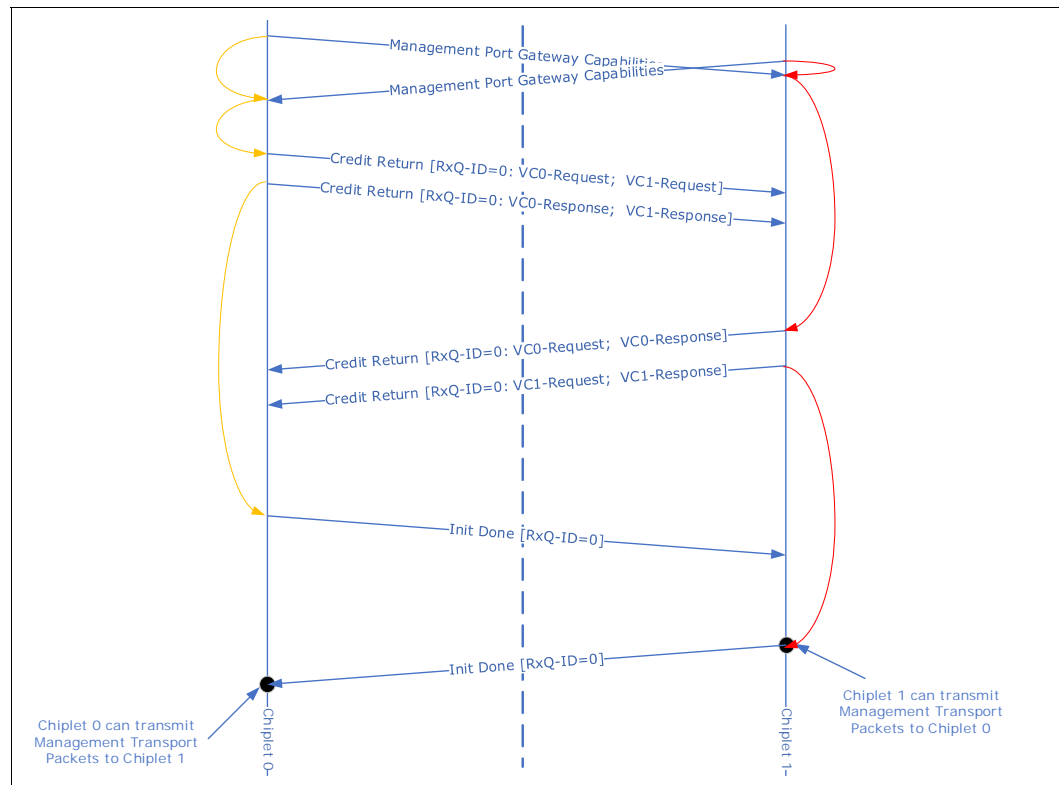 Management Port Gateway Capabilities
Management Port Gateway Capabilities
Credit Return [RxQ-ID=0: VC0-Request;  VC1-Request]
Credit Return [RxQ-ID=0: VC0-Response;  VC1-Response]
Credit Return [RxQ-ID=0: VC0-Request;  VC0-Response]
Credit Return [RxQ-ID=0: VC1-Request;  VC1-Response]
Init Done [RxQ-ID=0]
Init Done [RxQ-ID=0]
Chiplet 0 can transmit
Management Transport
Packets to Chiplet 1
Chiplet 0
Chiplet 1
Chiplet 1 can transmit
Management Transport
Packets to Chiplet 0